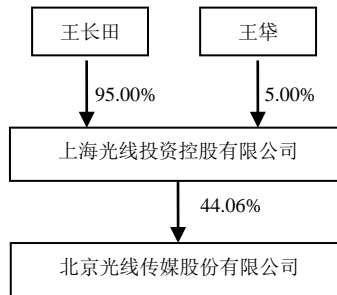 王长田
王牮
95.00%
5.00%
上海光线投资控股有限公司
44.06%
北京光线传媒股份有限公司